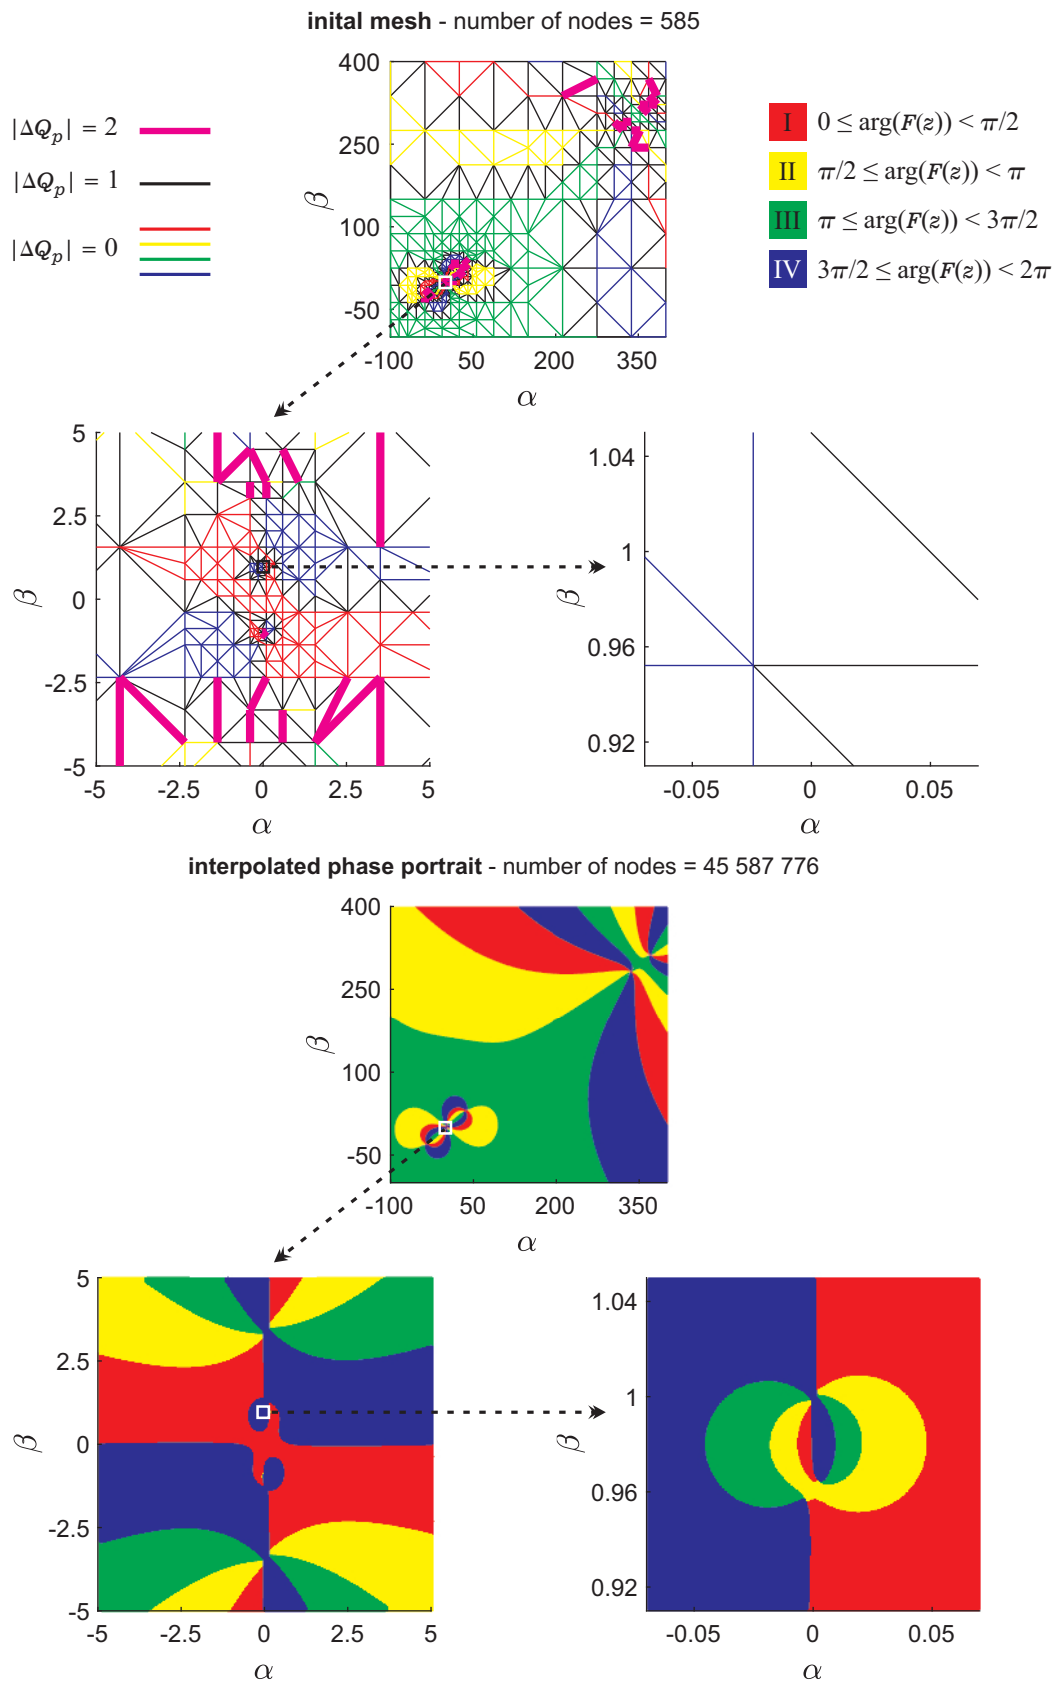 inital mesh - number of nodes = 585
|ΔQₚ| = 2
|ΔQₚ| = 1
|ΔQₚ| = 0
I 0 ≤ arg(F(z)) < π/2
II π/2 ≤ arg(F(z)) < π
III π ≤ arg(F(z)) < 3π/2
IV 3π/2 ≤ arg(F(z)) < 2π
400
250
100
-50
β
-100 50 200 350
α
5
2.5
0
-2.5
-5
β
-5 -2.5 0 2.5 5
α
1.04
1
0.96
0.92
β
-0.05 0 0.05
α
interpolated phase portrait - number of nodes = 45 587 776
400
250
100
-50
β
-100 50 200 350
α
5
2.5
0
-2.5
-5
β
-5 -2.5 0 2.5 5
α
1.04
1
0.96
0.92
β
-0.05 0 0.05
α